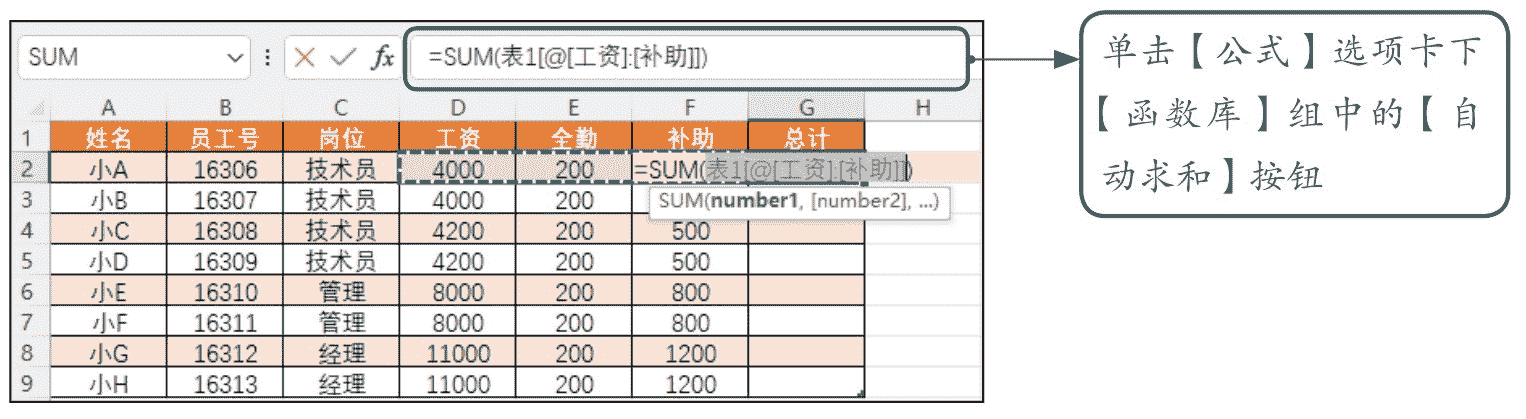 SUM
fx
=SUM(表1[@[工资]:[补助]])
单击【公式】选项卡下
【函数库】组中的【自
动求和】按钮
A B C D E F G H
1 姓名 员工号 岗位 工资 全勤 补助 总计
2 小A 16306 技术员 4000 200 =SUM(表1[@[工资]:[补助]])
3 小B 16307 技术员 4000 200
SUM(number1, [number2], ...)
4 小C 16308 技术员 4200 200 500
5 小D 16309 技术员 4200 200 500
6 小E 16310 管理 8000 200 800
7 小F 16311 管理 8000 200 800
8 小G 16312 经理 11000 200 1200
9 小H 16313 经理 11000 200 1200